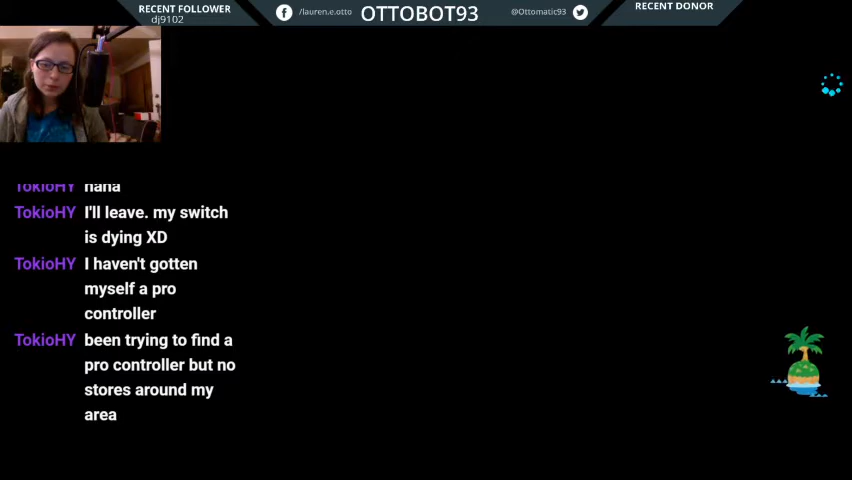 RECENT FOLLOWER
dj9102
/lauren.e.otto
OTTOBOT93
@Ottomatic93
RECENT DONOR
TokioHY haha
TokioHY I'll leave. my switch
is dying XD
TokioHY I haven't gotten
myself a pro
controller
TokioHY been trying to find a
pro controller but no
stores around my
area